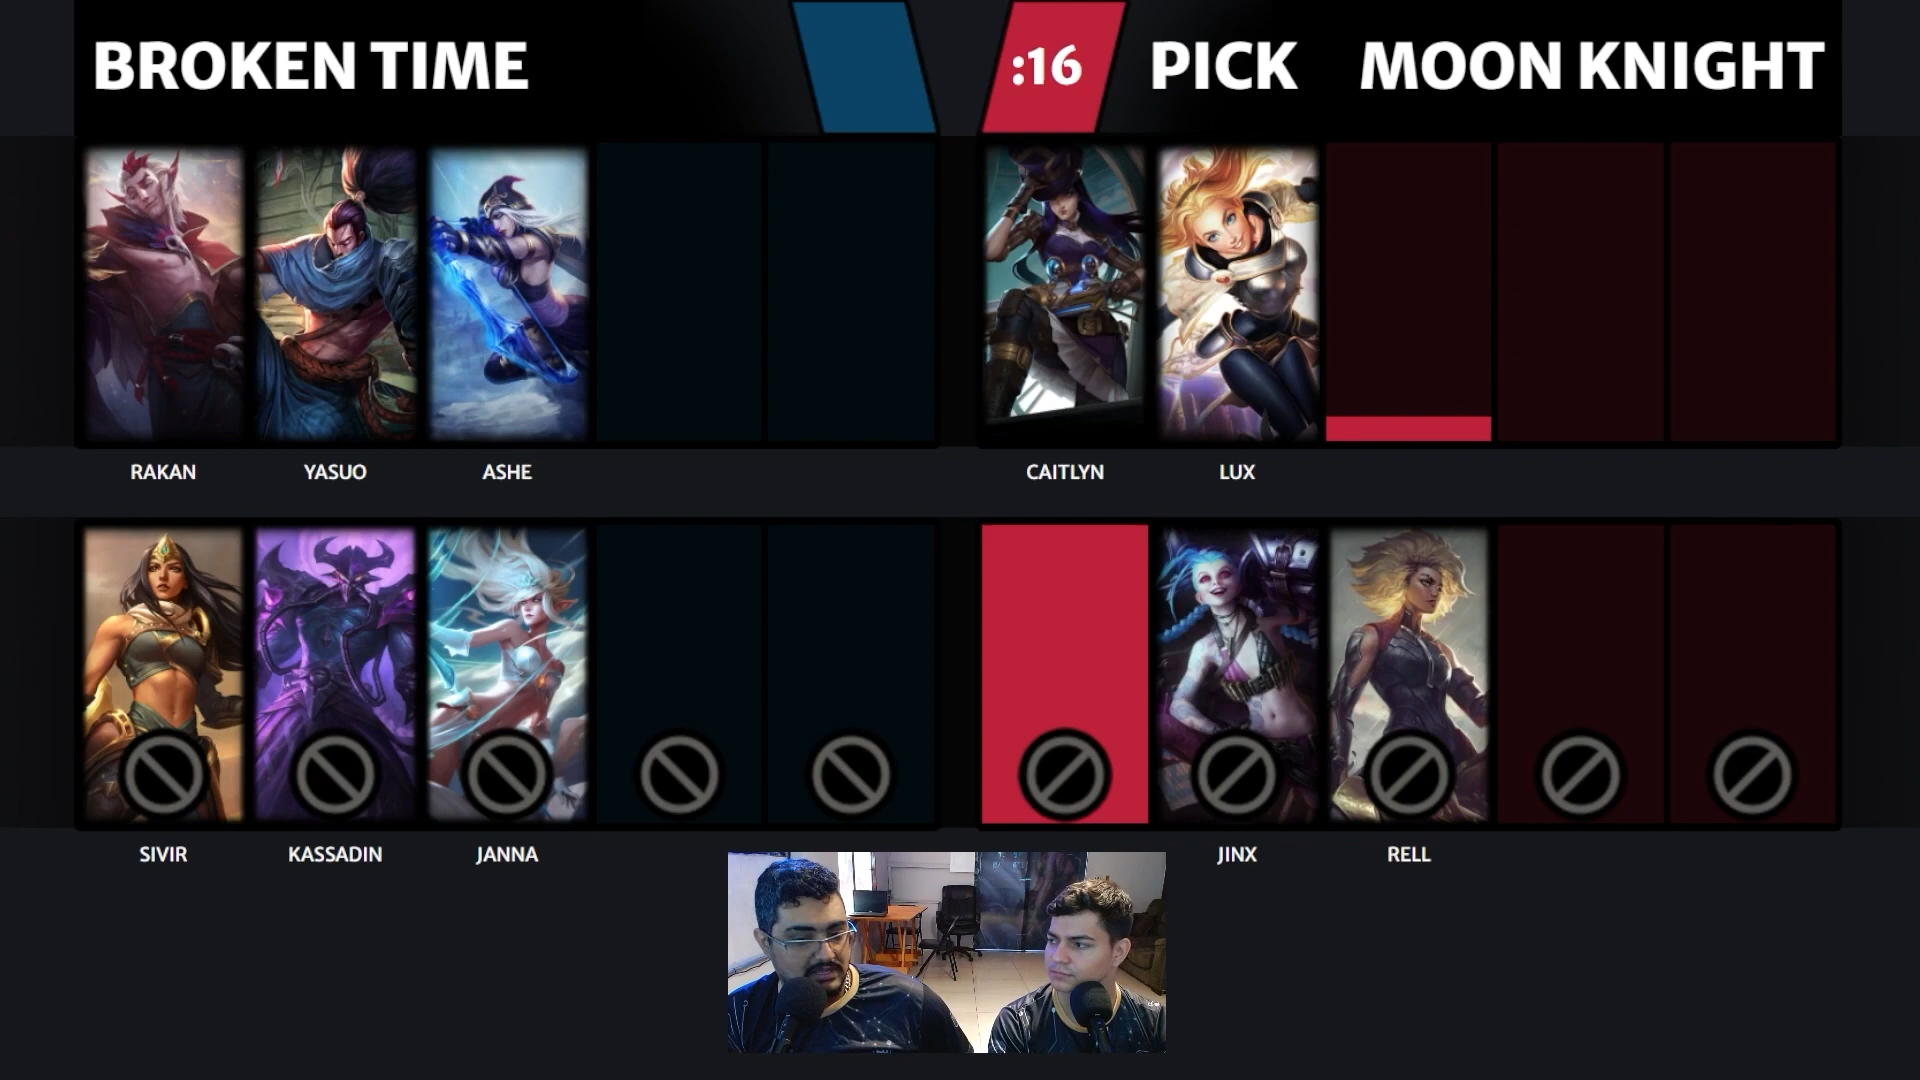 BROKEN TIME
:16 PICK MOON KNIGHT
RAKAN YASUO ASHE
CAITLYN LUX
SIVIR KASSADIN JANNA
JINX RELL